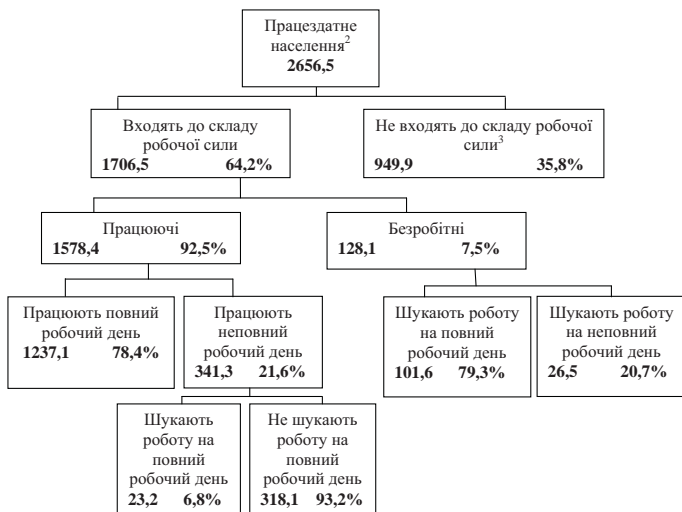 Працездатне
населення²
2656,5
Входять до складу
робочої сили
1706,5 64,2%
Не входять до складу робочої
сили³
949,9 35,8%
Працюючі
1578,4 92,5%
Безробітні
128,1 7,5%
Працюють повний
робочий день
1237,1 78,4%
Працюють
неповний
робочий день
341,3 21,6%
Шукають роботу
на повний
робочий день
101,6 79,3%
Шукають роботу
на неповний
робочий день
26,5 20,7%
Шукають
роботу на
повний
робочий день
23,2 6,8%
Не шукають
роботу на
повний
робочий день
318,1 93,2%